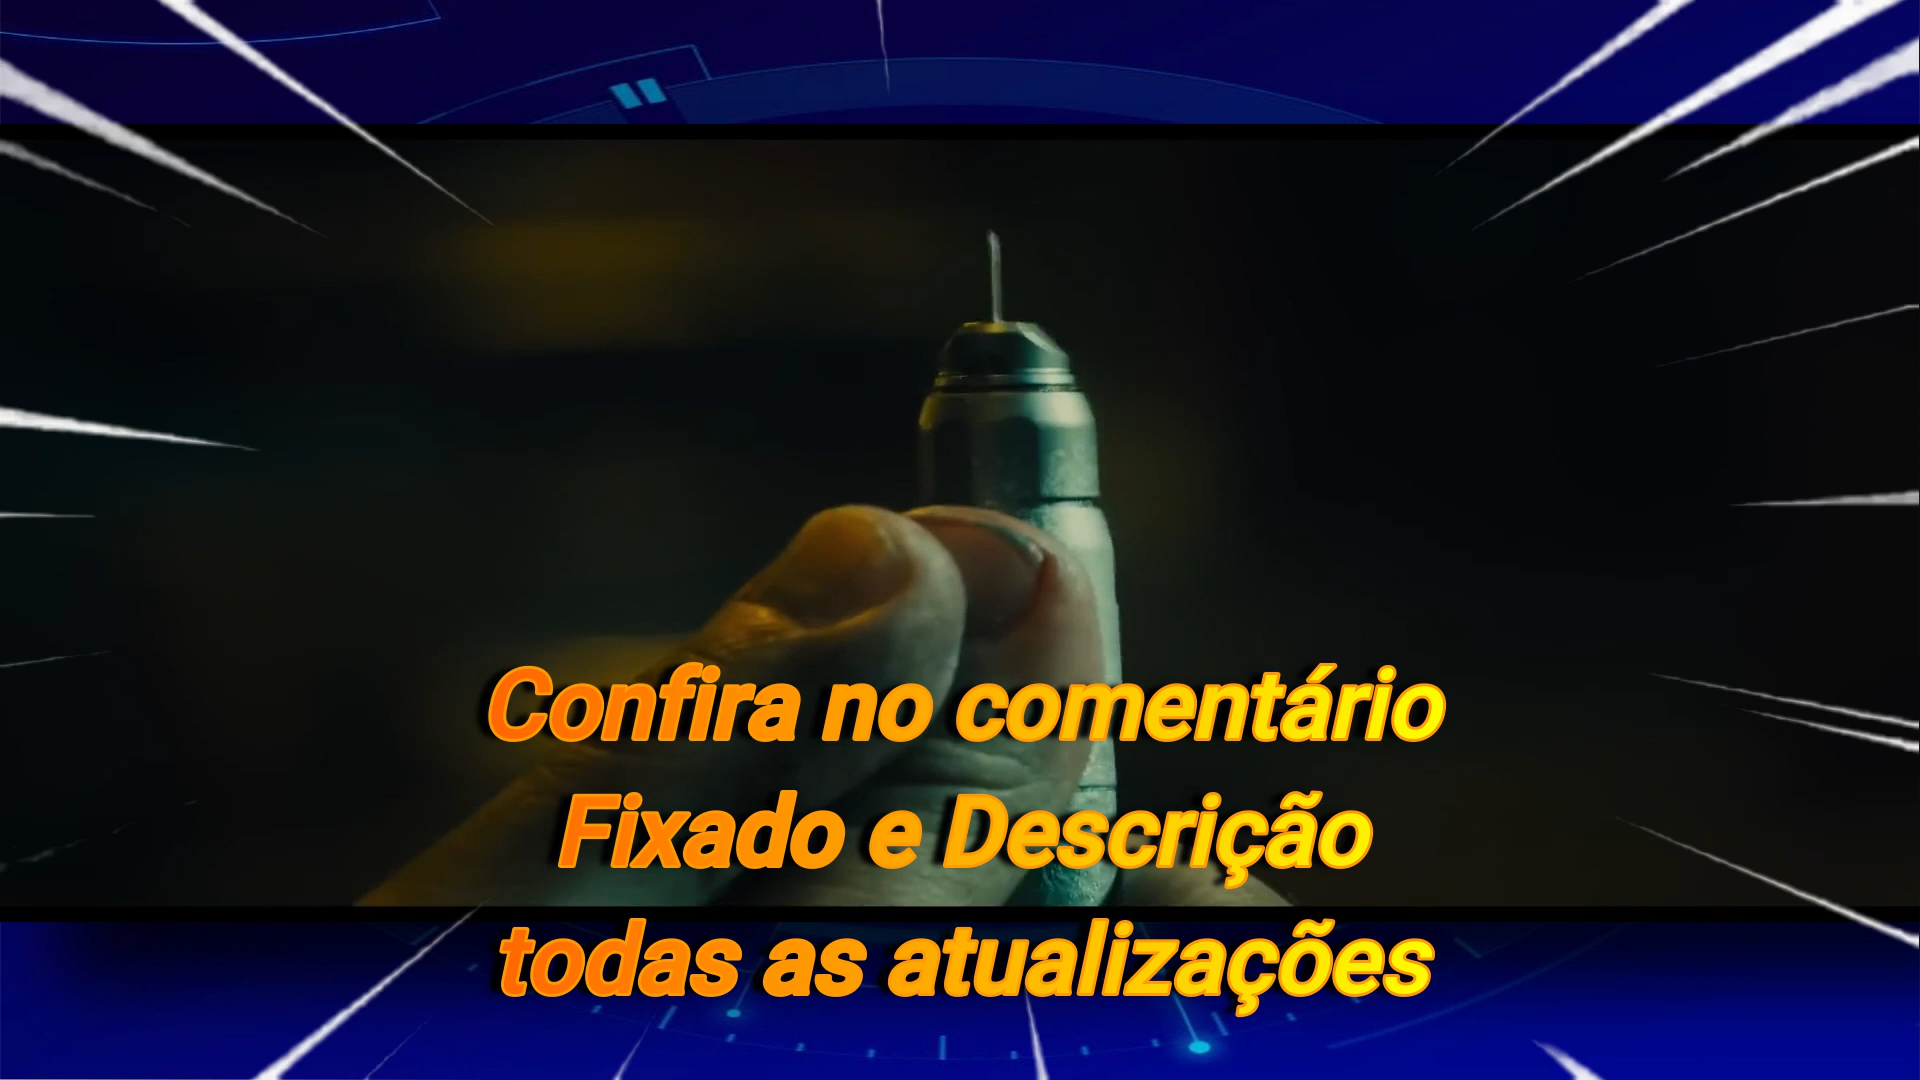 Confira no comentário
Fixado e Descrição
todas as atualizações